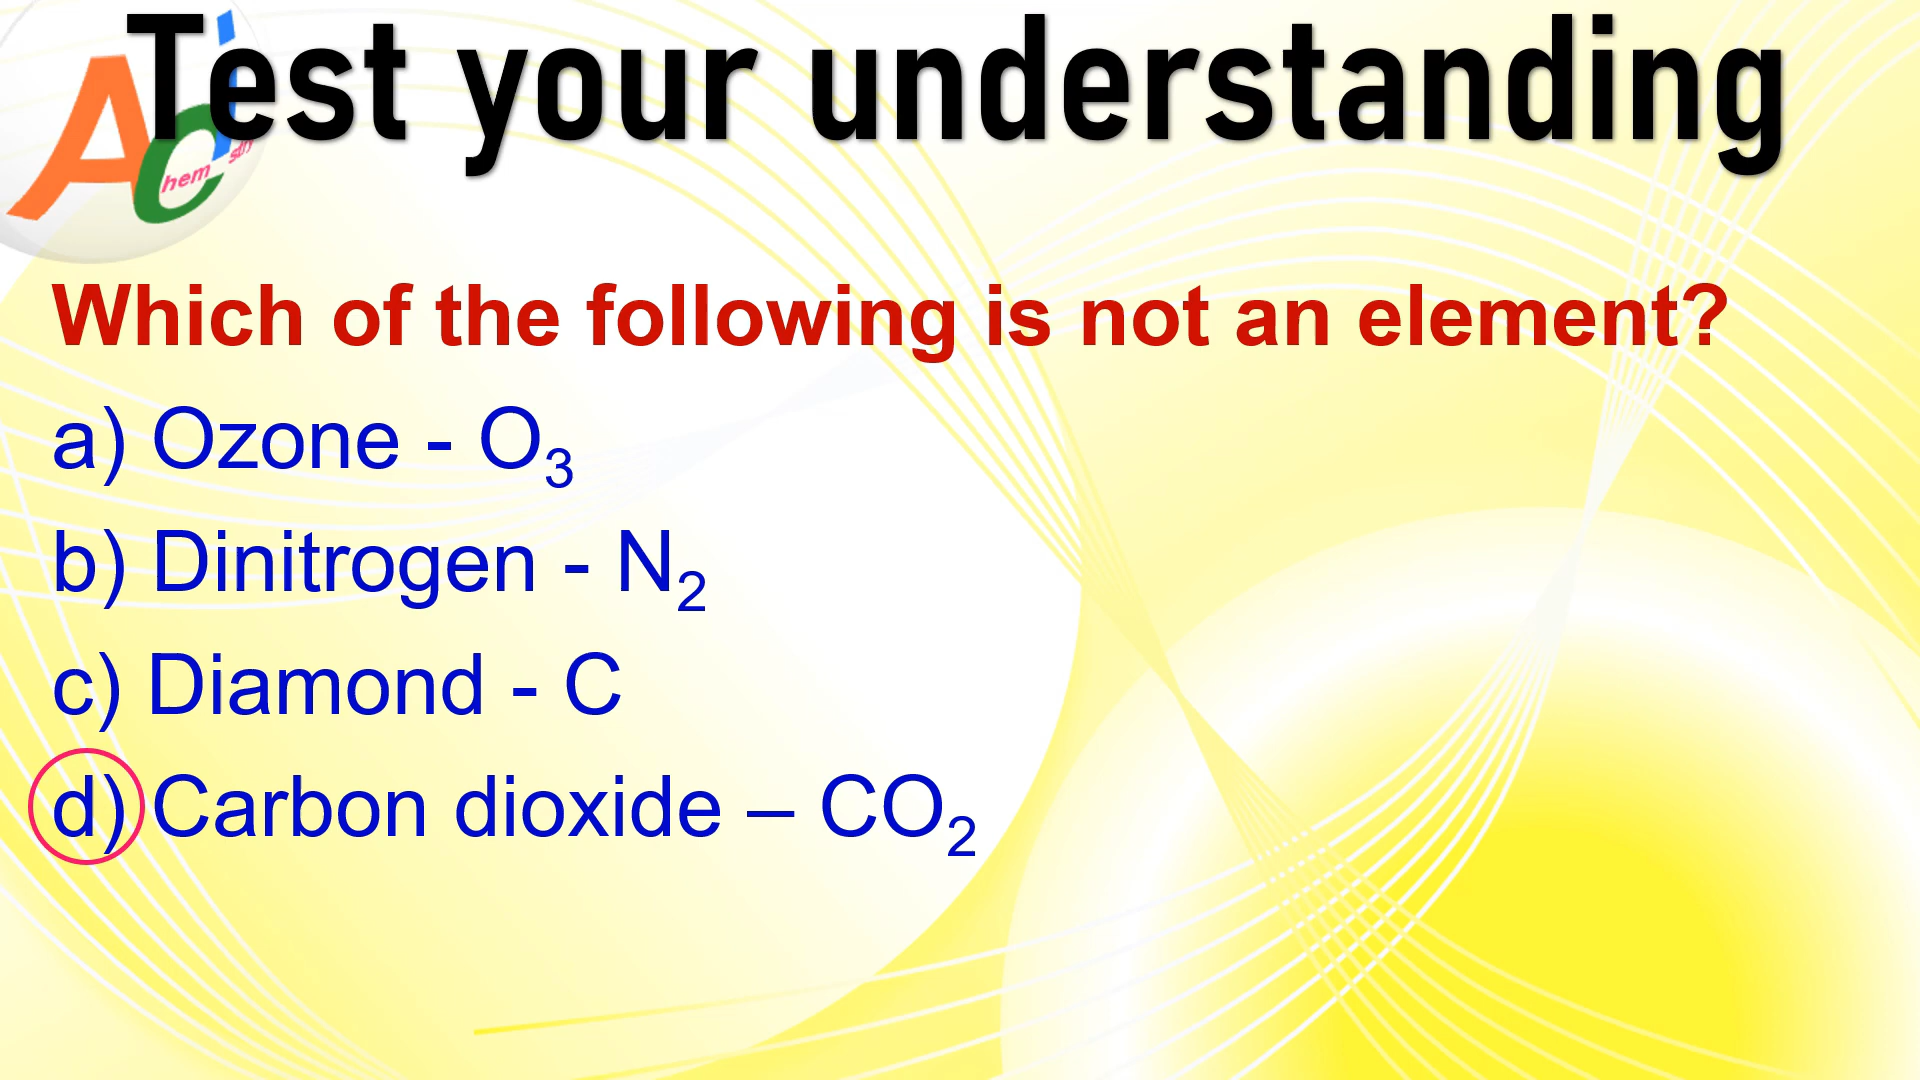 Test your understanding
AChemistry
Which of the following is not an element?
a) Ozone - O₃
b) Dinitrogen - N₂
c) Diamond - C
d) Carbon dioxide – CO₂